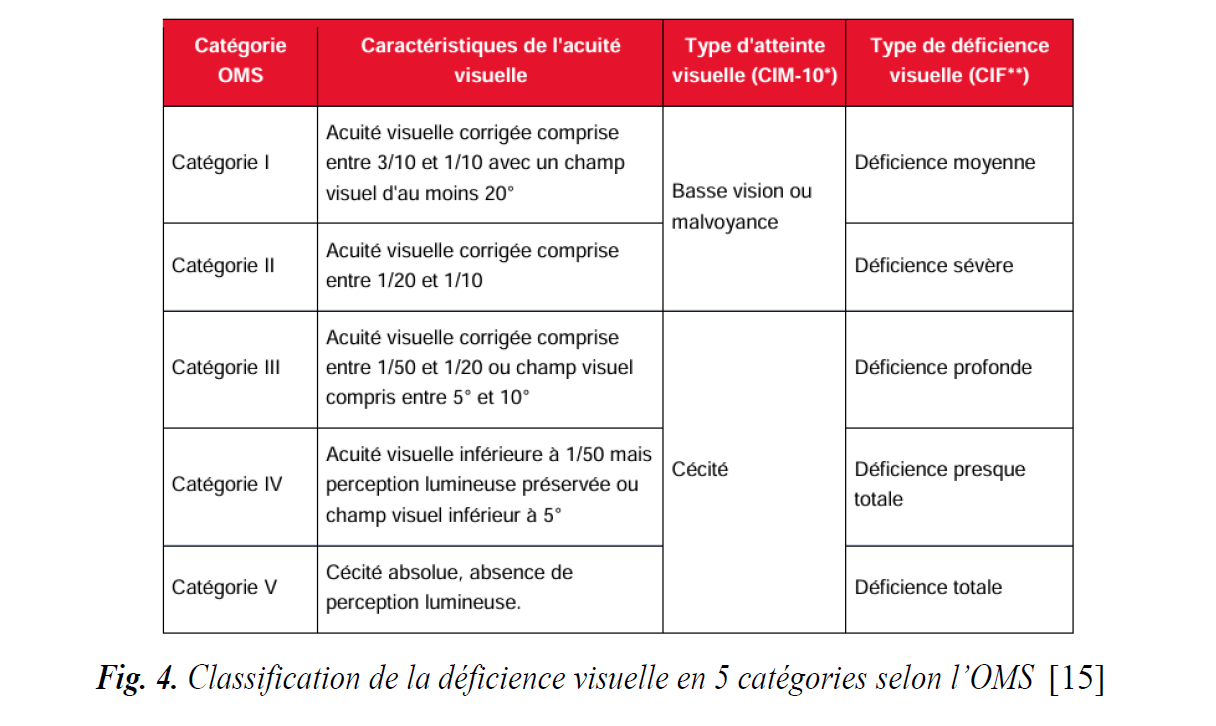 Catégorie
OMS
Caractéristiques de l'acuité
visuelle
Type d'atteinte
visuelle (CIM-10*)
Type de déficience
visuelle (CIF**)
Catégorie I
Acuité visuelle corrigée comprise
entre 3/10 et 1/10 avec un champ
visuel d'au moins 20°
Basse vision ou
malvoyance
Déficience moyenne
Catégorie II
Acuité visuelle corrigée comprise
entre 1/20 et 1/10
Déficience sévère
Catégorie III
Acuité visuelle corrigée comprise
entre 1/50 et 1/20 ou champ visuel
compris entre 5° et 10°
Cécité
Déficience profonde
Catégorie IV
Acuité visuelle inférieure à 1/50 mais
perception lumineuse préservée ou
champ visuel inférieur à 5°
Déficience presque
totale
Catégorie V
Cécité absolue, absence de
perception lumineuse.
Déficience totale
Fig. 4. Classification de la déficience visuelle en 5 catégories selon l’OMS [15]